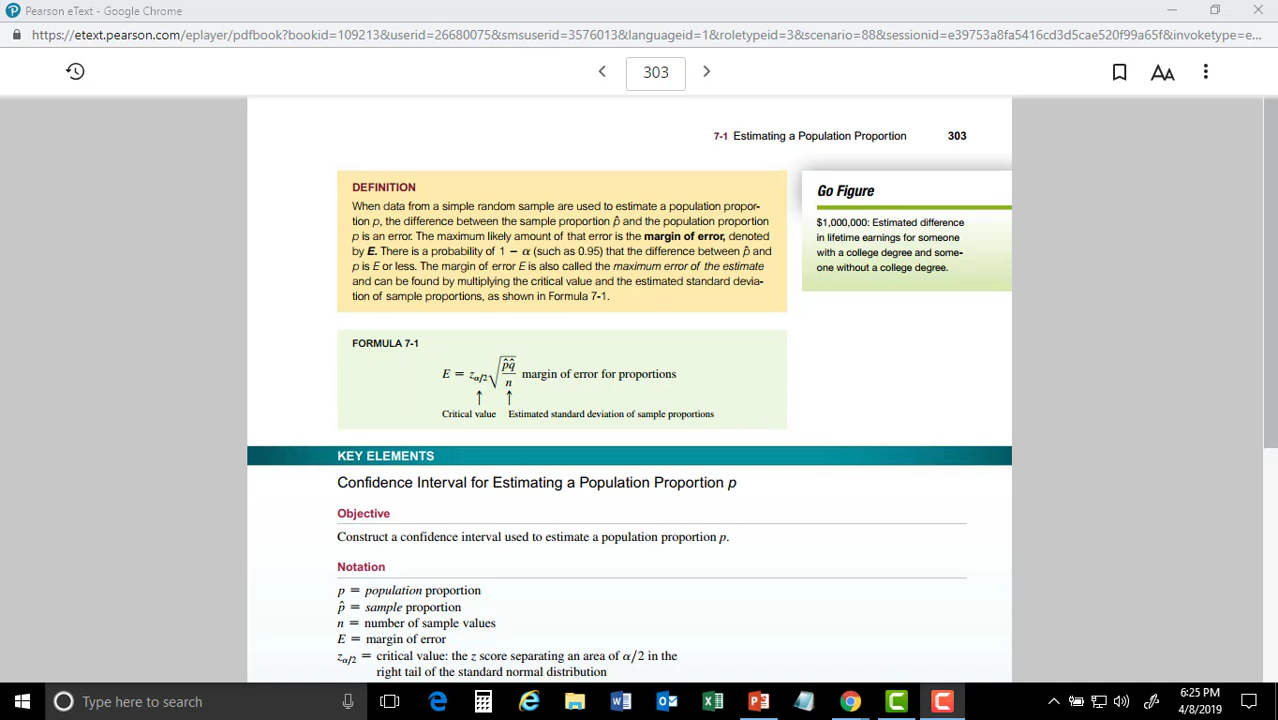 Pearson eText - Google Chrome
https://etext.pearson.com/eplayer/pdfbook?bookid=109213&userid=26680075&smsuserid=3576013&languageid=1&roletypeid=3&scenario=88&sessionid=e39753a8fa5416cd3d5cae520f99a65f&invoketype=e...
303
AA
7-1 Estimating a Population Proportion 303
DEFINITION
When data from a simple random sample are used to estimate a population propor-
tion p, the difference between the sample proportion p̂ and the population proportion
p is an error. The maximum likely amount of that error is the margin of error, denoted
by E. There is a probability of 1 − α (such as 0.95) that the difference between p̂ and
p is E or less. The margin of error E is also called the maximum error of the estimate
and can be found by multiplying the critical value and the estimated standard devia-
tion of sample proportions, as shown in Formula 7-1.
Go Figure
$1,000,000: Estimated difference
in lifetime earnings for someone
with a college degree and some-
one without a college degree.
FORMULA 7-1
E = zα/2 √(p̂q̂/n) margin of error for proportions
↑ ↑
Critical value Estimated standard deviation of sample proportions
KEY ELEMENTS
Confidence Interval for Estimating a Population Proportion p
Objective
Construct a confidence interval used to estimate a population proportion p.
Notation
p = population proportion
p̂ = sample proportion
n = number of sample values
E = margin of error
zα/2 = critical value: the z score separating an area of α/2 in the
right tail of the standard normal distribution
Type here to search
6:25 PM
4/8/2019